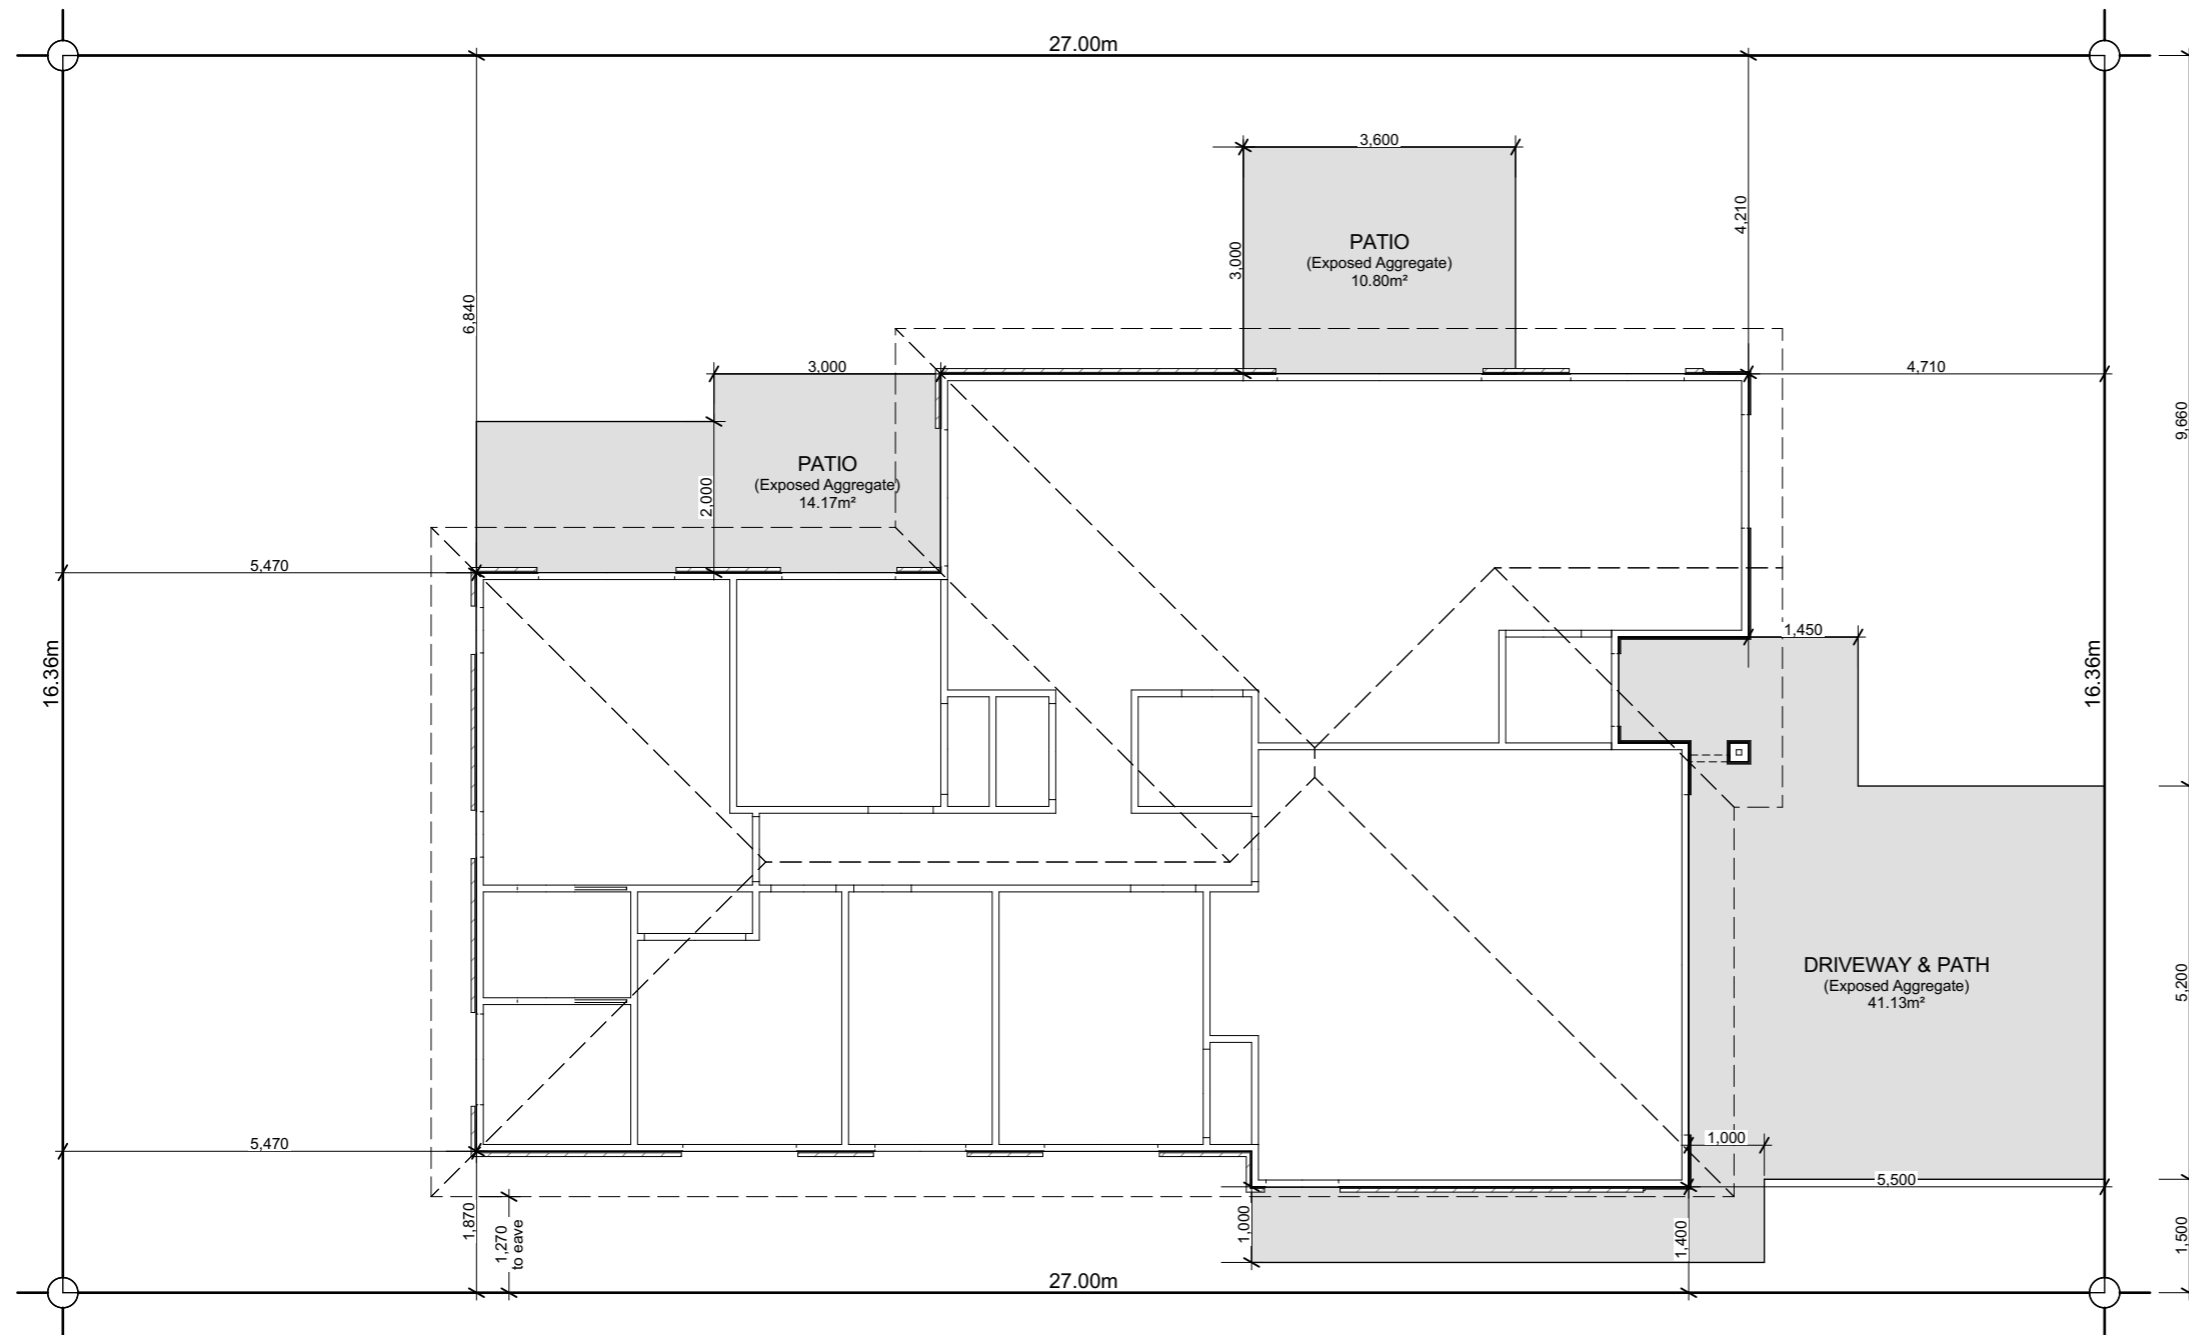 27.00m
3,600
4,210
3,000
PATIO
(Exposed Aggregate)
10.80m²
6,840
3,000
4,710
9,660
PATIO
(Exposed Aggregate)
14.17m²
2,000
5,470
1,450
16.36m
16.36m
DRIVEWAY & PATH
(Exposed Aggregate)
41.13m²
5,200
5,470
1,000
5,500
1,870
1,270
to eave
1,000
1,400
1,500
27.00m